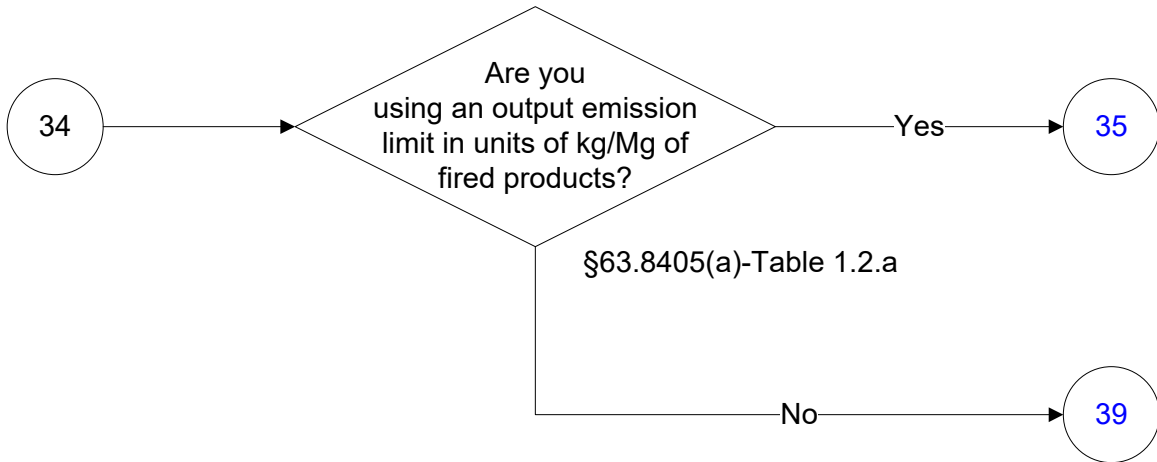 34
Are you
using an output emission
limit in units of kg/Mg of
fired products?
Yes
35
§63.8405(a)-Table 1.2.a
No
39